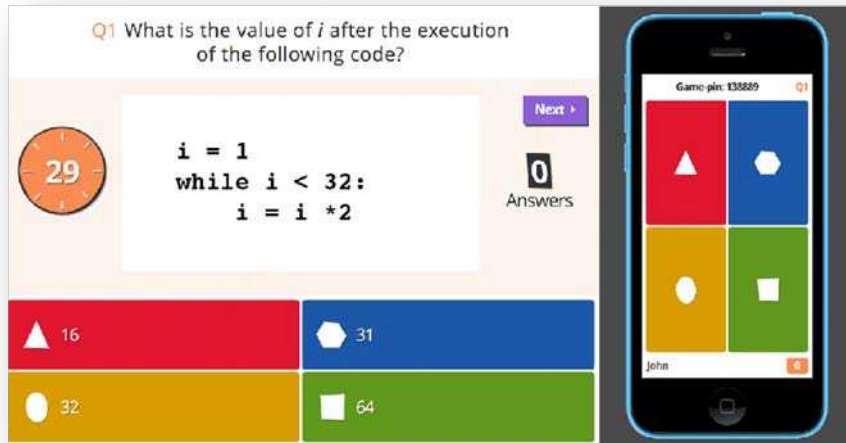 Q1 What is the value of i after the execution
of the following code?
29
i = 1
while i < 32:
    i = i *2
Next
0
Answers
16
31
32
64
Game-pin: 138889 Q1
John 0